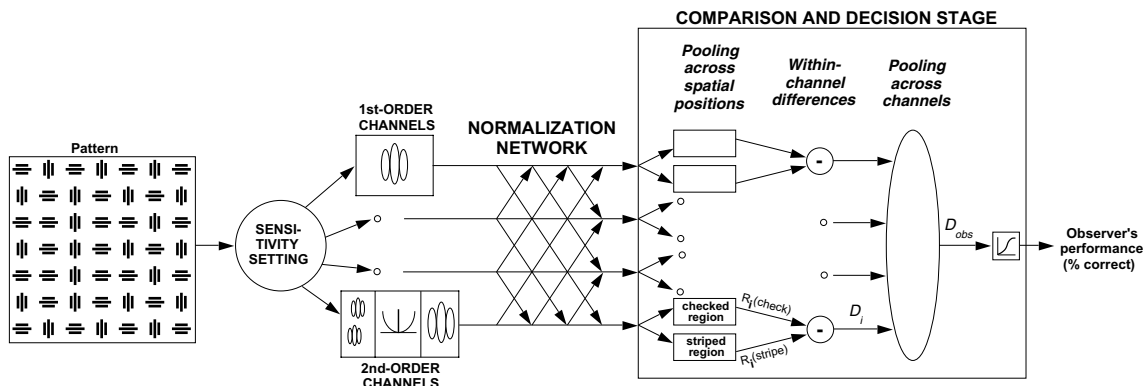 COMPARISON AND DECISION STAGE
Pooling
across
spatial
positions
Within-
channel
differences
Pooling
across
channels
1st-ORDER
CHANNELS
NORMALIZATION
NETWORK
Pattern
SENSI-
TIVITY
SETTING
-
D_obs
Observer's
performance
(% correct)
checked
region
R_i(check)
-
D_i
striped
region
R_i(stripe)
2nd-ORDER
CHANNELS